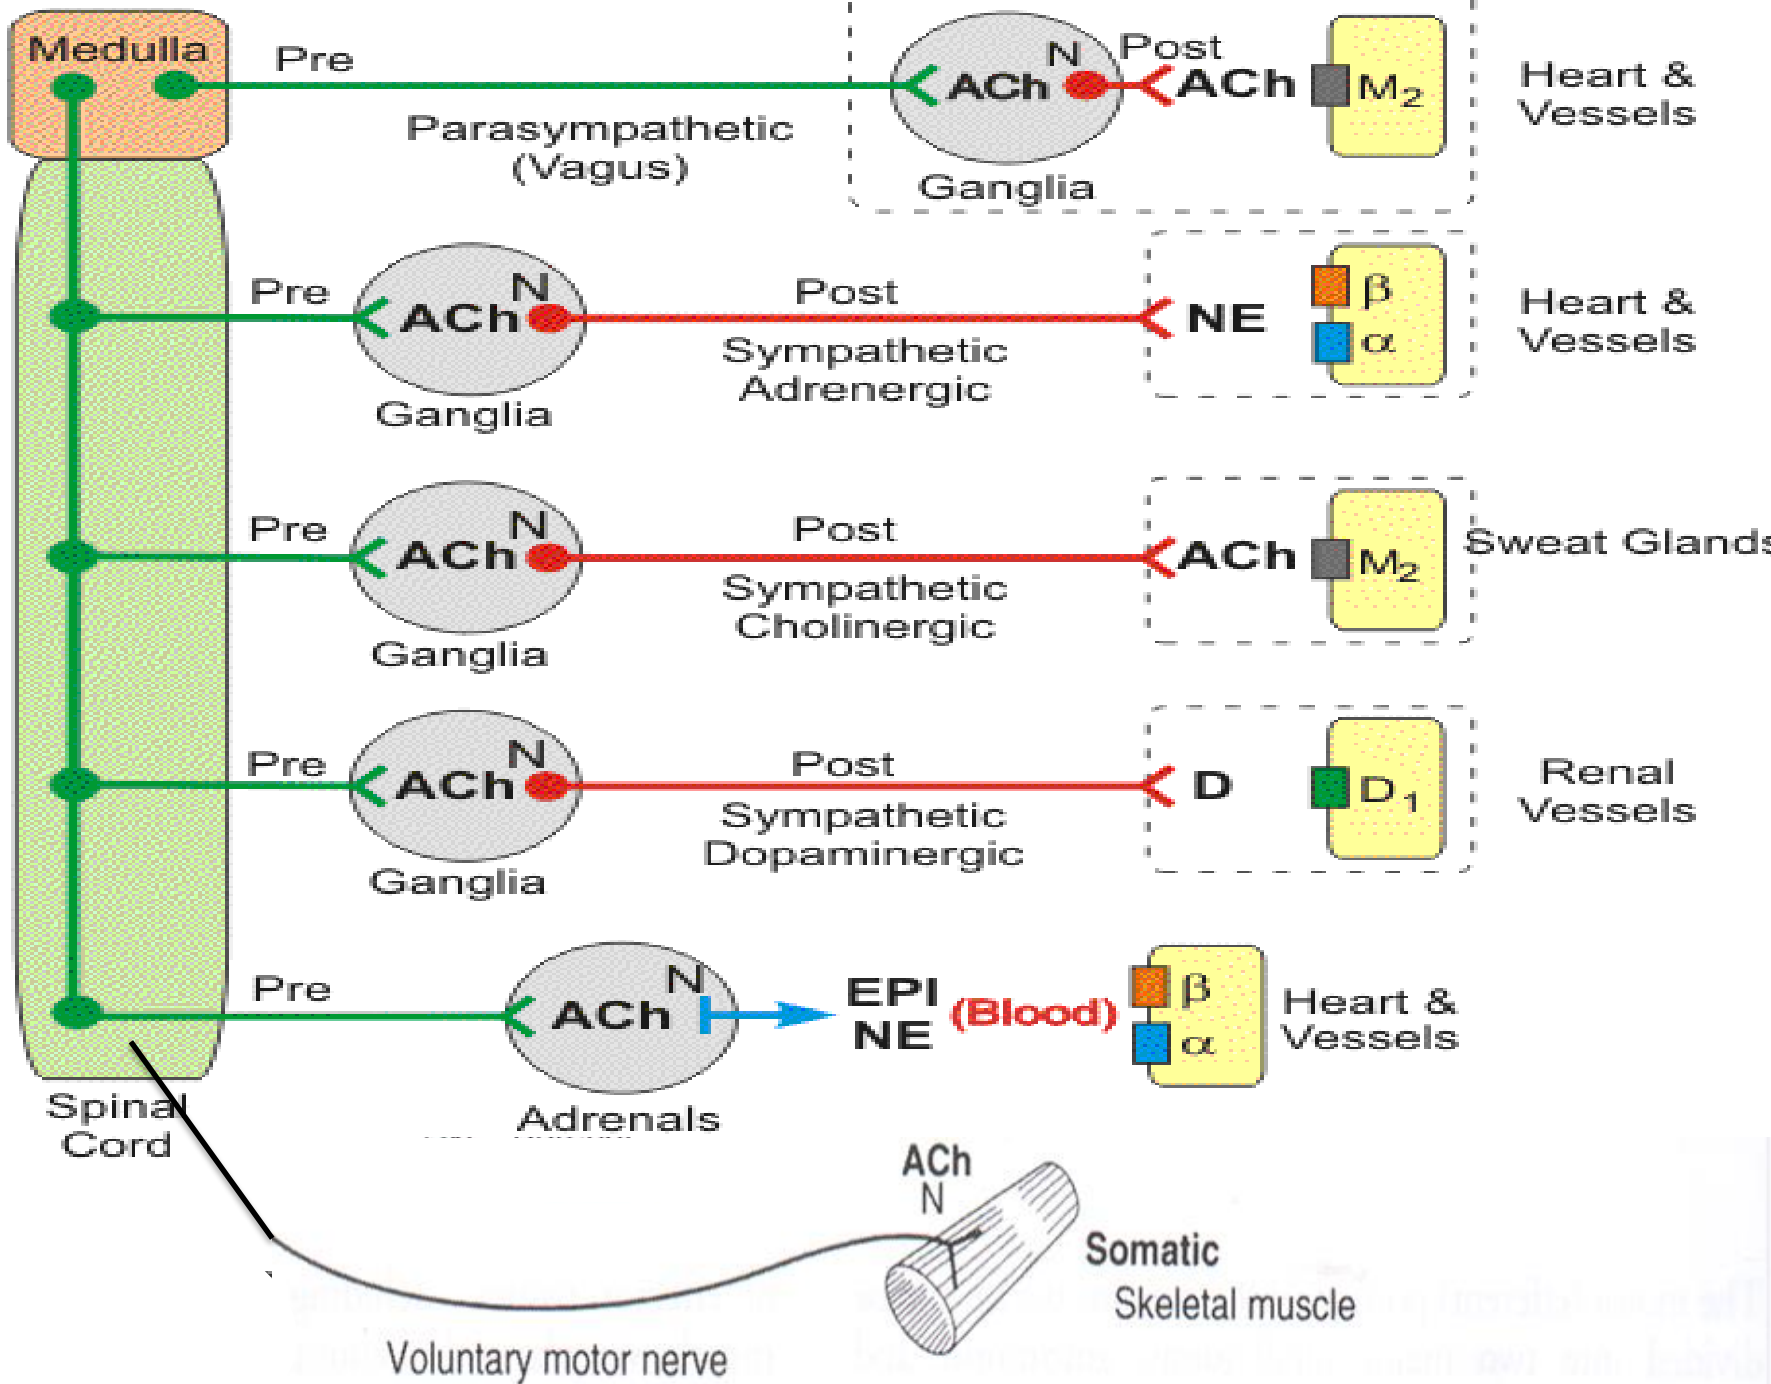 Medulla
Pre
Parasympathetic
(Vagus)
ACh
N
Ganglia
Post
ACh
M2
Heart &
Vessels
Pre
ACh
N
Ganglia
Post
Sympathetic
Adrenergic
NE
β
α
Heart &
Vessels
Pre
ACh
N
Ganglia
Post
Sympathetic
Cholinergic
ACh
M2
Sweat Glands
Pre
ACh
N
Ganglia
Post
Sympathetic
Dopaminergic
D
D1
Renal
Vessels
Pre
ACh
N
Adrenals
EPI
NE
(Blood)
β
α
Heart &
Vessels
Spinal
Cord
ACh
N
Somatic
Skeletal muscle
Voluntary motor nerve